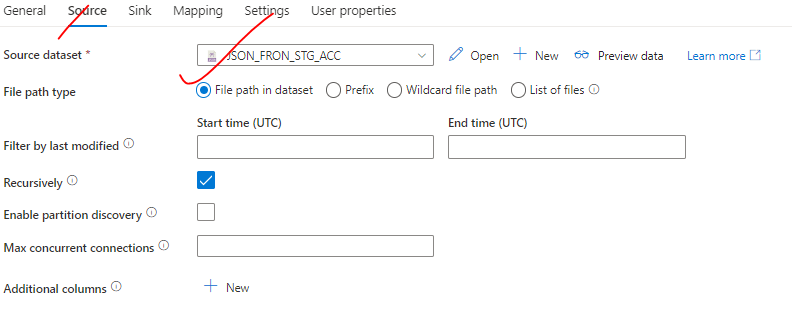 General Source Sink Mapping Settings User properties
Source dataset * JSON_FRON_STG_ACC Open New Preview data Learn more
File path type File path in dataset Prefix Wildcard file path List of files
Start time (UTC) End time (UTC)
Filter by last modified
Recursively
Enable partition discovery
Max concurrent connections
Additional columns New